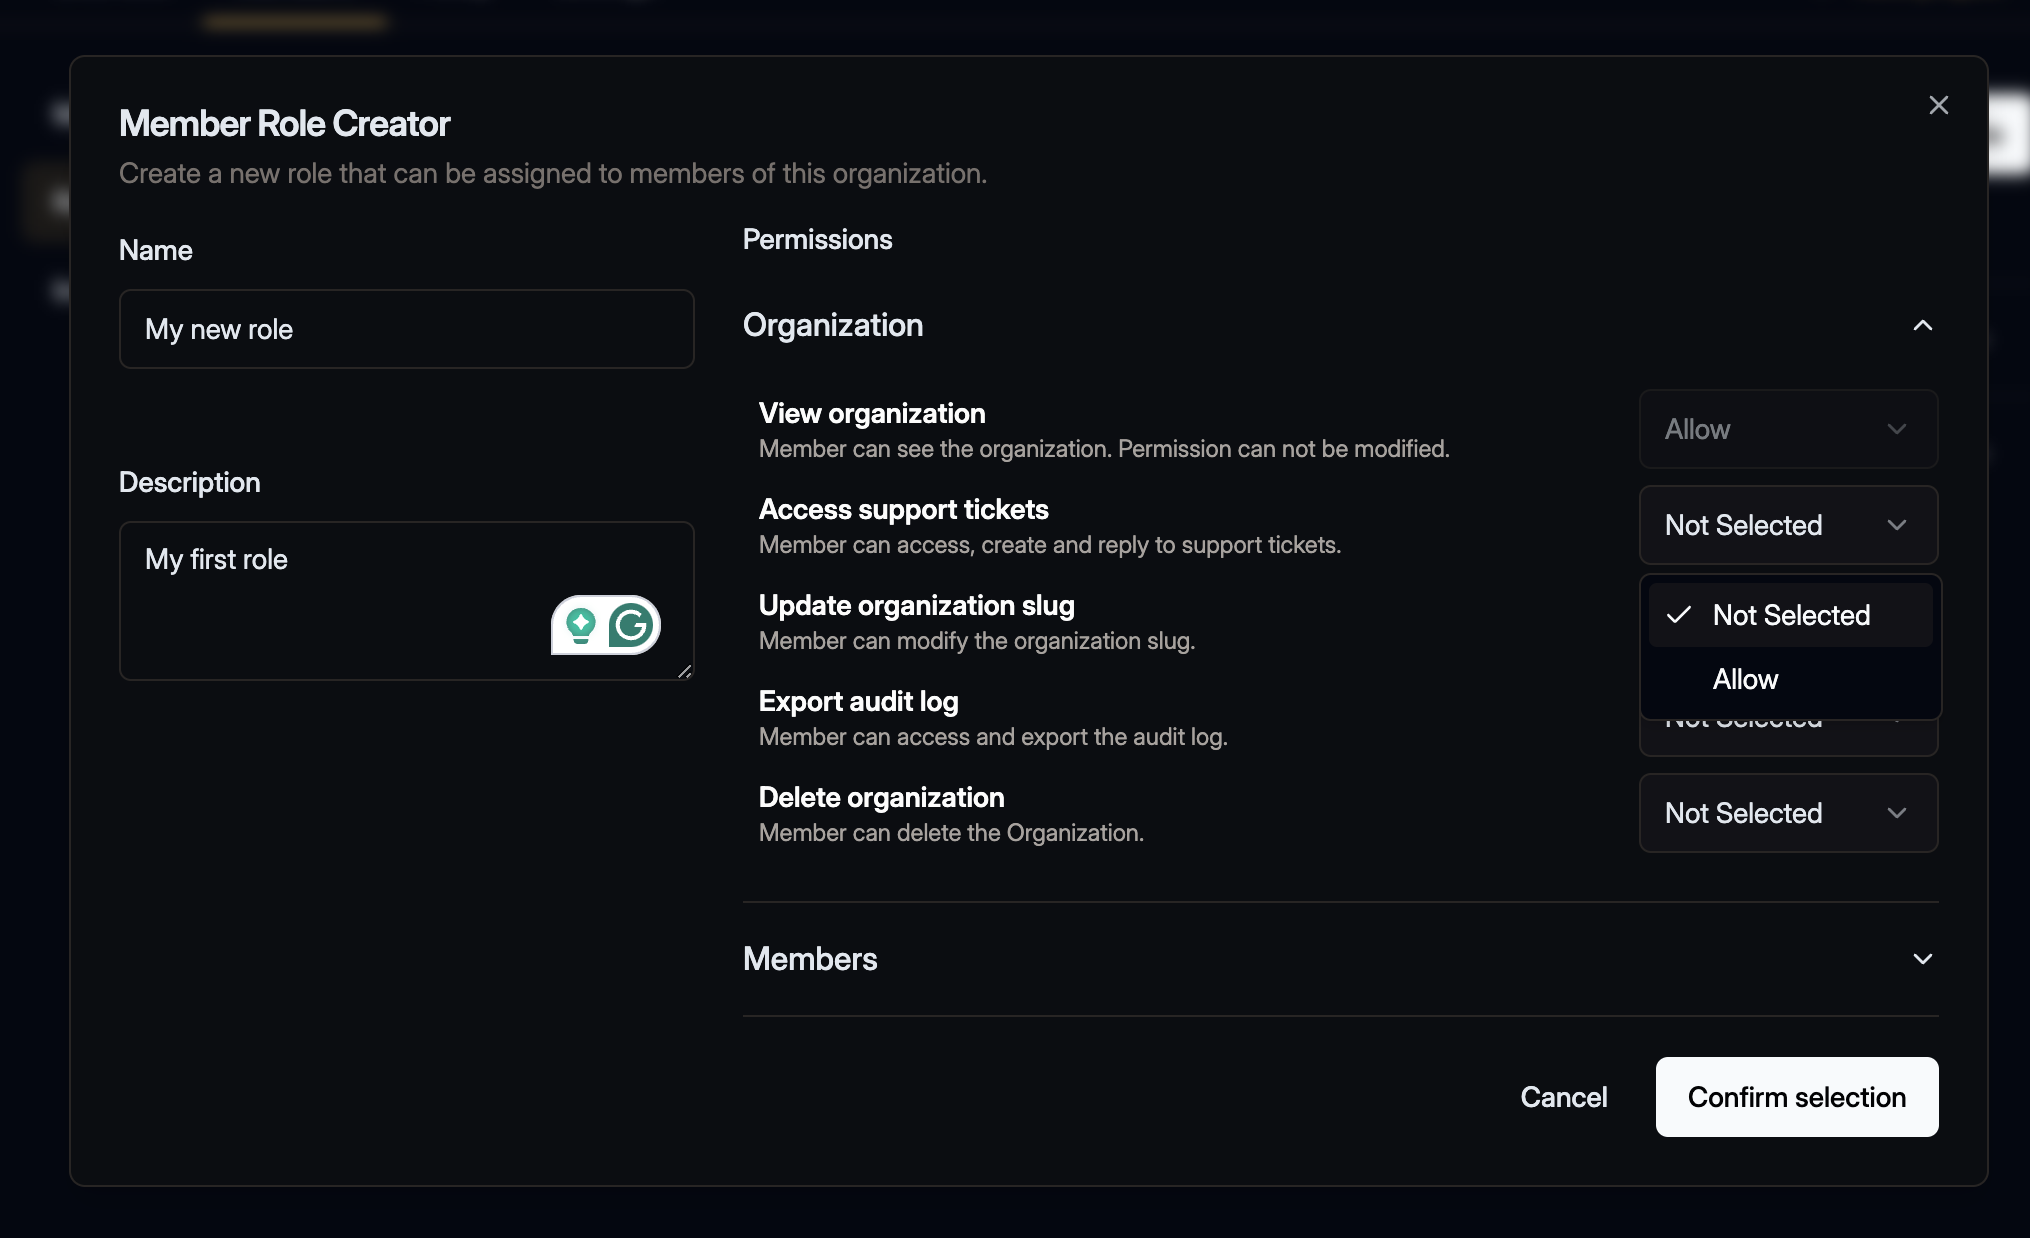 Member Role Creator
Create a new role that can be assigned to members of this organization.
Name
My new role
Description
My first role
Permissions
Organization
View organization
Member can see the organization. Permission can not be modified.
Allow
Access support tickets
Member can access, create and reply to support tickets.
Not Selected
Not Selected
Allow
Update organization slug
Member can modify the organization slug.
Export audit log
Member can access and export the audit log.
Not Selected
Delete organization
Member can delete the Organization.
Not Selected
Members
Cancel
Confirm selection